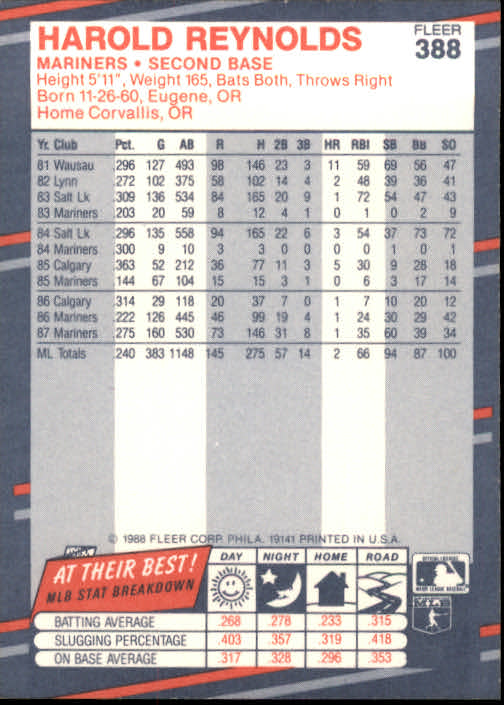 HAROLD REYNOLDS
FLEER
388
MARINERS • SECOND BASE
Height 5'11", Weight 165, Bats Both, Throws Right
Born 11-26-60, Eugene, OR
Home Corvallis, OR
Yr. Club Pct. G AB R H 2B 3B HR RBI SB BB SO
81 Wausau .296 127 493 98 146 23 3 11 59 69 56 47
82 Lynn .272 102 375 58 102 14 4 2 48 39 36 41
83 Salt Lk .309 136 534 84 165 20 9 1 72 54 47 43
83 Mariners .203 20 59 8 12 4 1 0 1 0 2 9
84 Salt Lk .296 135 558 94 165 22 6 3 54 37 73 72
84 Mariners .300 9 10 3 3 0 0 0 0 1 0 1
85 Calgary .363 52 212 36 77 11 3 5 30 9 28 18
85 Mariners .144 67 104 15 15 3 1 0 6 3 17 14
86 Calgary .314 29 118 20 37 7 0 1 7 10 20 12
86 Mariners .222 126 445 46 99 19 4 1 24 30 29 42
87 Mariners .275 160 530 73 146 31 8 1 35 60 39 34
ML Totals .240 383 1148 145 275 57 14 2 66 94 87 100
© 1988 FLEER CORP. PHILA. 19141 PRINTED IN U.S.A.
AT THEIR BEST!
MLB STAT BREAKDOWN
DAY NIGHT HOME ROAD
BATTING AVERAGE .268 .278 .233 .315
SLUGGING PERCENTAGE .403 .357 .319 .418
ON BASE AVERAGE .317 .328 .296 .353
OFFICIAL LICENSEE
MAJOR LEAGUE BASEBALL